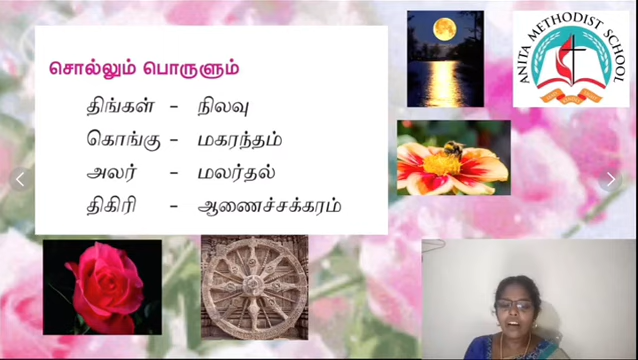 சொல்லும் பொருளும்
திங்கள் - நிலவு
கொங்கு - மகரந்தம்
அலர் - மலர்தல்
திகிரி - ஆணைச்சக்கரம்
ANITA METHODIST SCHOOL